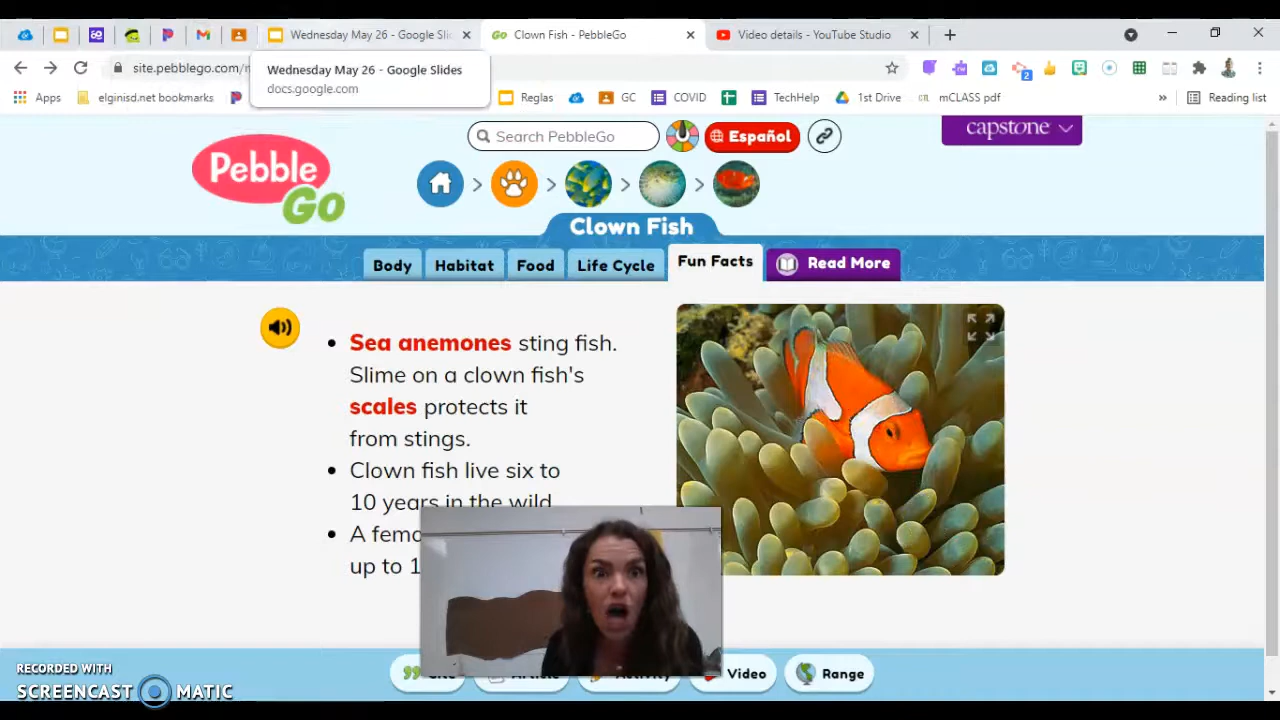 Wednesday May 26 - Google Sli
Clown Fish - PebbleGo
Video details - YouTube Studio
Wednesday May 26 - Google Slides
docs.google.com
site.pebblego.com/
Apps
elginisd.net bookmarks
Reglas
GC
COVID
TechHelp
1st Drive
mCLASS pdf
Reading list
Search PebbleGo
Español
capstone
Pebble
Go
Clown Fish
Body
Habitat
Food
Life Cycle
Fun Facts
Read More
• Sea anemones sting fish.
Slime on a clown fish's
scales protects it
from stings.
• Clown fish live six to
10 years in the wild
• A fem
up to 1
Video
Range
RECORDED WITH
SCREENCAST MATIC